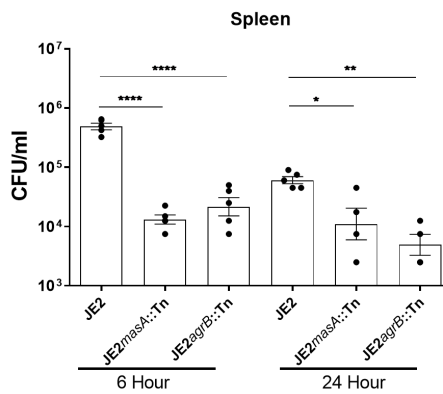 Spleen
CFU/ml
10⁷
10⁶
10⁵
10⁴
10³
****
****
**
*
JE2
JE2masA::Tn
JE2agrB::Tn
JE2
JE2masA::Tn
JE2agrB::Tn
6 Hour
24 Hour